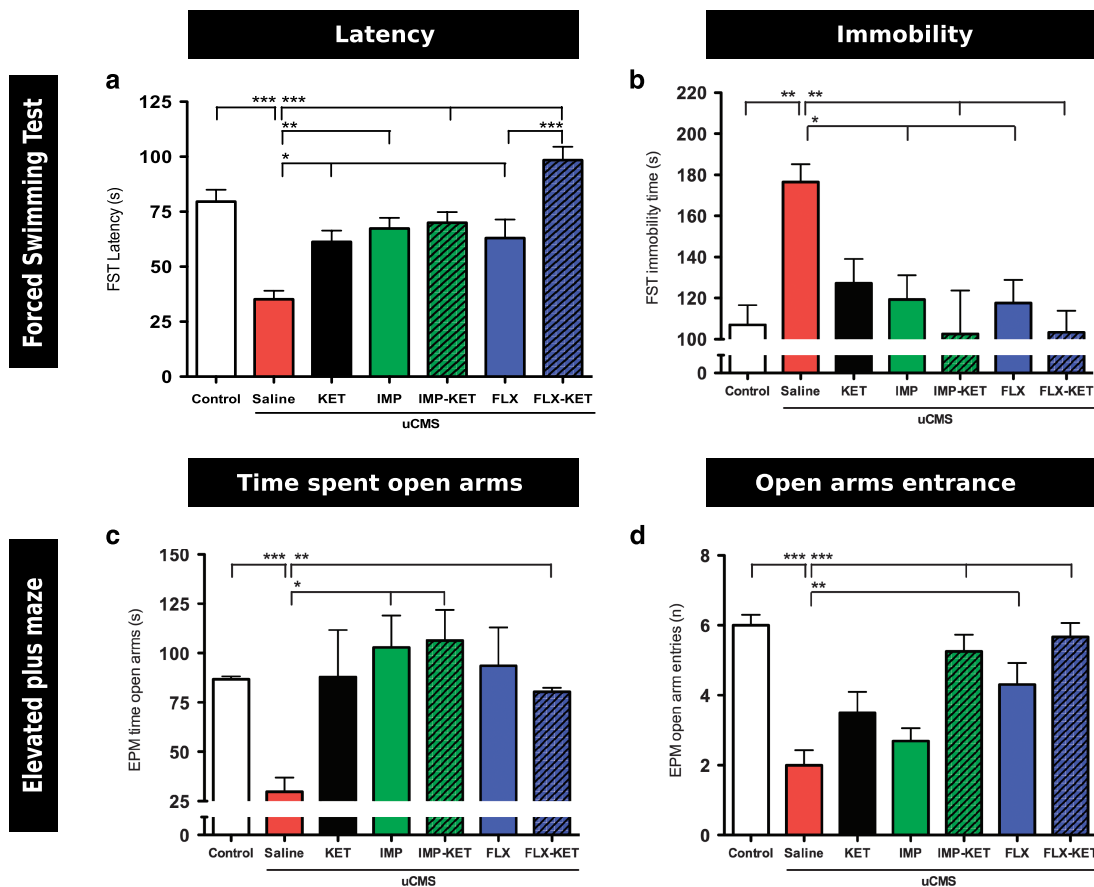 Latency
Immobility
Forced Swimming Test
a
*** *** ** * ***
FST Latency (s)
125
100
75
50
25
0
Control Saline KET IMP IMP-KET FLX FLX-KET
uCMS
b
** ** *
FST immobility time (s)
220
200
180
160
140
120
100
0
Control Saline KET IMP IMP-KET FLX FLX-KET
uCMS
Time spent open arms
Open arms entrance
Elevated plus maze
c
*** ** *
EPM time open arms (s)
150
125
100
75
50
25
0
Control Saline KET IMP IMP-KET FLX FLX-KET
uCMS
d
*** *** **
EPM open arm entries (n)
8
6
4
2
0
Control Saline KET IMP IMP-KET FLX FLX-KET
uCMS